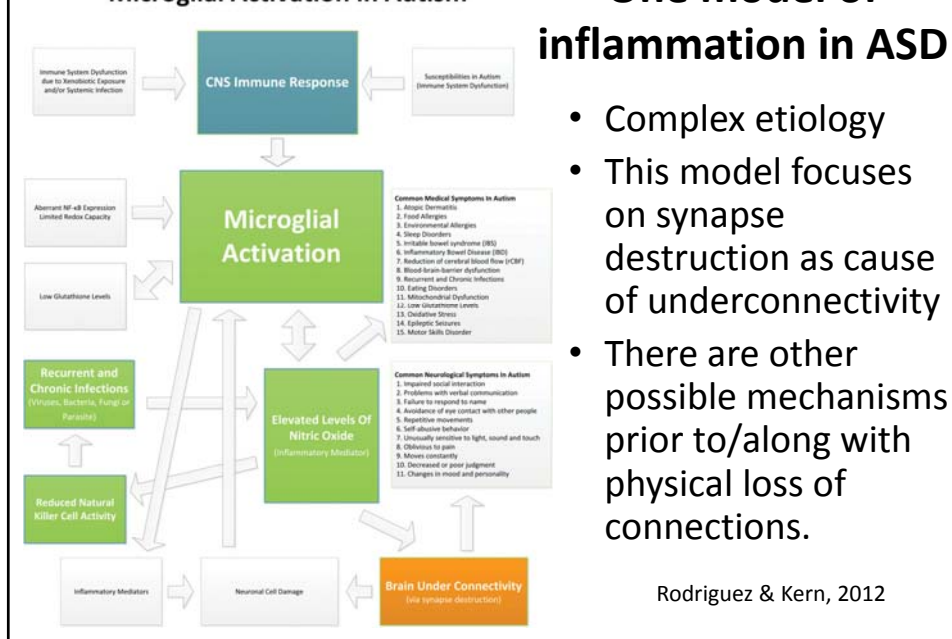 Microglial Activation in Autism
One model of
inflammation in ASD
Immune System Dysfunction
due to Xenobiotic Exposure
and/or Systemic Infection
CNS Immune Response
Susceptibilities in Autism
(Immune System Dysfunction)
Aberrant NF-κB Expression
Limited Redox Capacity
Microglial
Activation
Low Glutathione Levels
Common Medical Symptoms In Autism
1. Atopic Dermatitis
2. Food Allergies
3. Environmental Allergies
4. Sleep Disorders
5. Irritable bowel syndrome (IBS)
6. Inflammatory Bowel Disease (IBD)
7. Reduction of cerebral blood flow (rCBF)
8. Blood-brain-barrier dysfunction
9. Recurrent and Chronic Infections
10. Eating Disorders
11. Mitochondrial Dysfunction
12. Low Glutathione Levels
13. Oxidative Stress
14. Epileptic Seizures
15. Motor Skills Disorder
Recurrent and
Chronic Infections
(Viruses, Bacteria, Fungi or
Parasite)
Elevated Levels Of
Nitric Oxide
(Inflammatory Mediator)
Common Neurological Symptoms In Autism
1. Impaired social interaction
2. Problems with verbal communication
3. Failure to respond to name
4. Avoidance of eye contact with other people
5. Repetitive movements
6. Self-abusive behavior
7. Unusually sensitive to light, sound and touch
8. Oblivious to pain
9. Moves constantly
10. Decreased or poor judgment
11. Changes in mood and personality
Reduced Natural
Killer Cell Activity
Inflammatory Mediators
Neuronal Cell Damage
Brain Under Connectivity
(via synapse destruction)
• Complex etiology
• This model focuses
on synapse
destruction as cause
of underconnectivity
• There are other
possible mechanisms
prior to/along with
physical loss of
connections.
Rodriguez & Kern, 2012